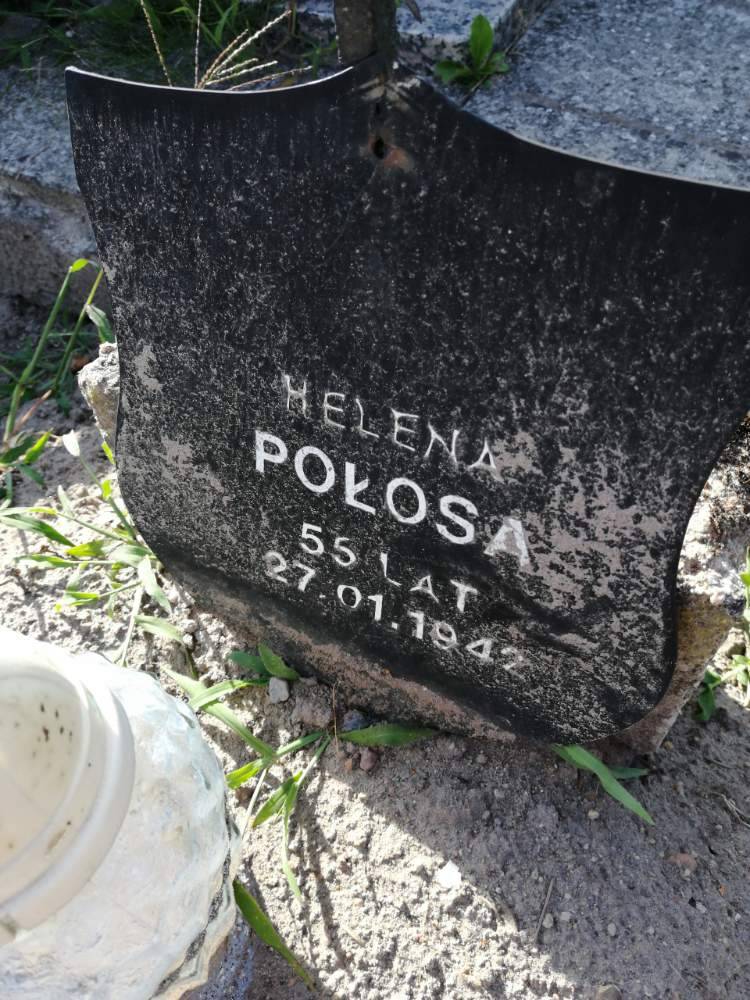 HELENA
POŁOSA
55 LAT
27.01.1942